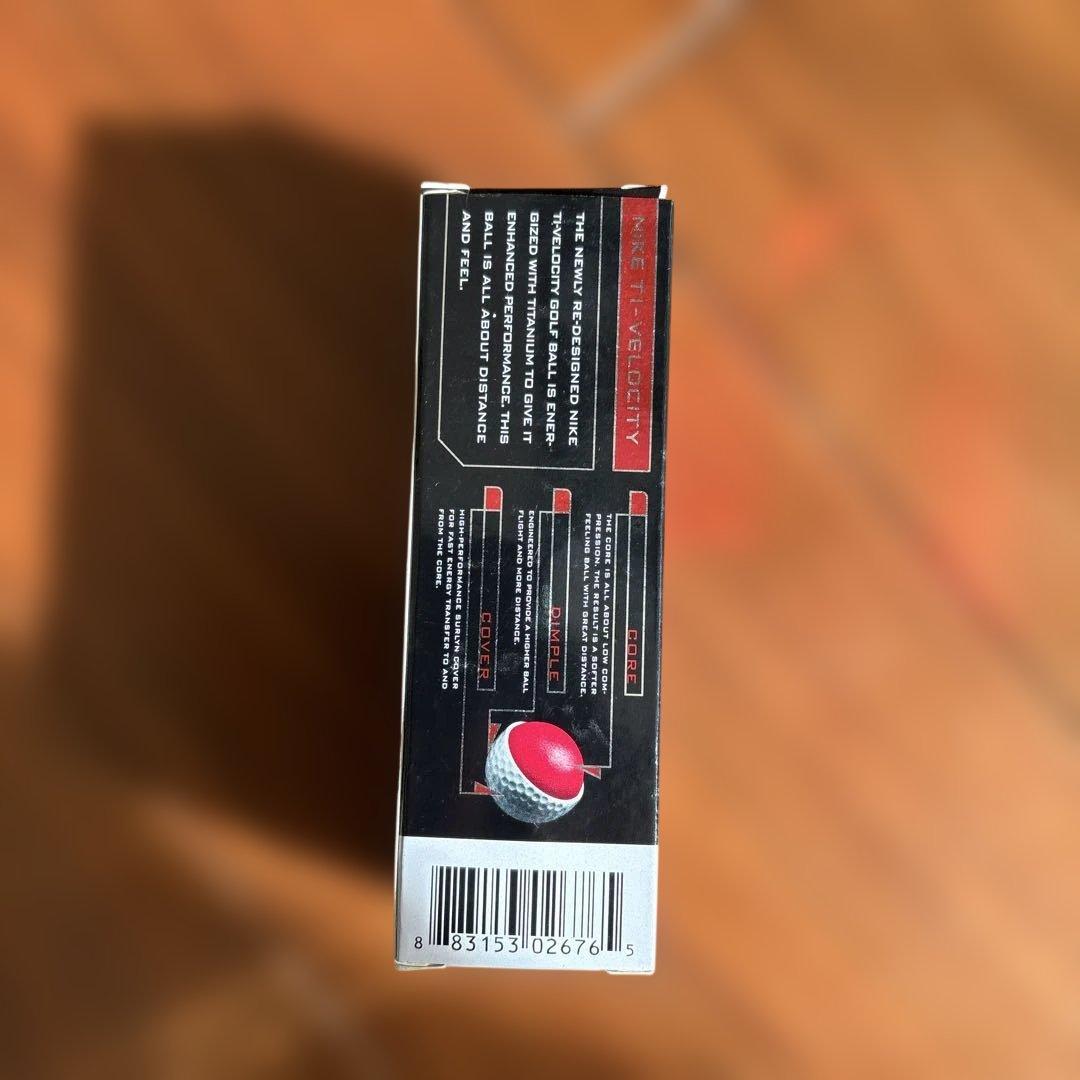 NIKE TI-VELOCITY
THE NEWLY RE-DESIGNED NIKE
TI-VELOCITY GOLF BALL IS ENER-
GIZED WITH TITANIUM TO GIVE IT
ENHANCED PERFORMANCE. THIS
BALL IS ALL ABOUT DISTANCE
AND FEEL.
CORE
THE CORE IS ALL ABOUT LOW COM-
PRESSION. THE RESULT IS A SOFTER
FEELING BALL WITH GREAT DISTANCE.
DIMPLE
ENGINEERED TO PROVIDE A HIGHER BALL
FLIGHT AND MORE DISTANCE.
COVER
HIGH-PERFORMANCE SURLYN COVER
FOR FAST ENERGY TRANSFER TO AND
FROM THE CORE.
8 83153 02676 5